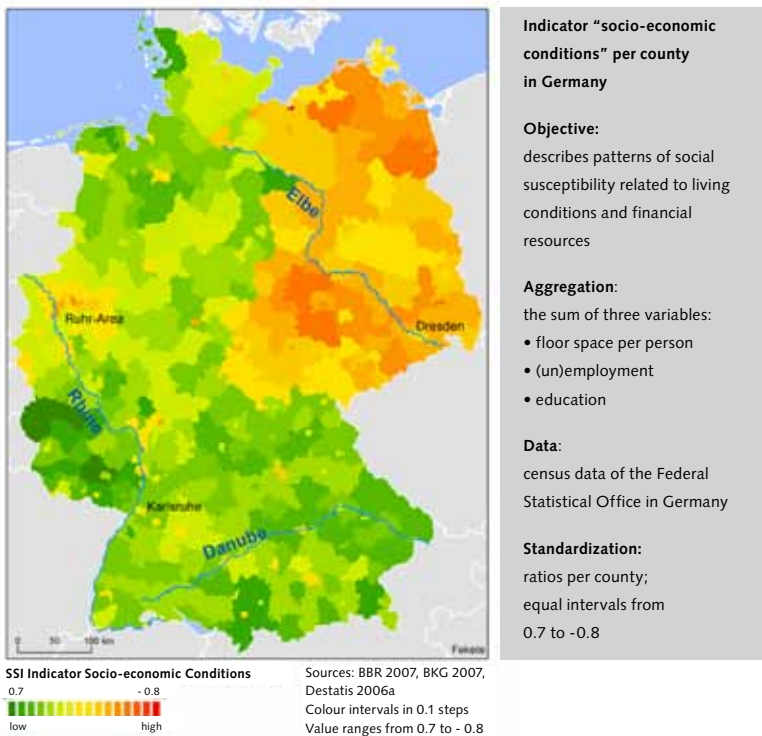 Elbe
Ruhr-Area
Dresden
Rhine
Karlsruhe
Danube
0 50 100 km
Fekete
Indicator “socio-economic
conditions” per county
in Germany
Objective:
describes patterns of social
susceptibility related to living
conditions and financial
resources
Aggregation:
the sum of three variables:
• floor space per person
• (un)employment
• education
Data:
census data of the Federal
Statistical Office in Germany
Standardization:
ratios per county;
equal intervals from
0.7 to -0.8
SSI Indicator Socio-economic Conditions
0.7 - 0.8
low high
Sources: BBR 2007, BKG 2007,
Destatis 2006a
Colour intervals in 0.1 steps
Value ranges from 0.7 to - 0.8